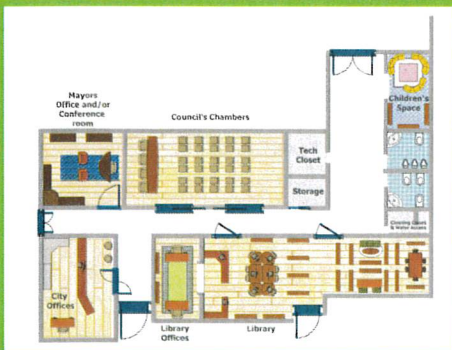 Mayors
Office and/or
Conference
room
Council's Chambers
Children's
Space
Tech
Closet
Storage
Cleaning Closet
& Water Access
City
Offices
Library
Offices
Library